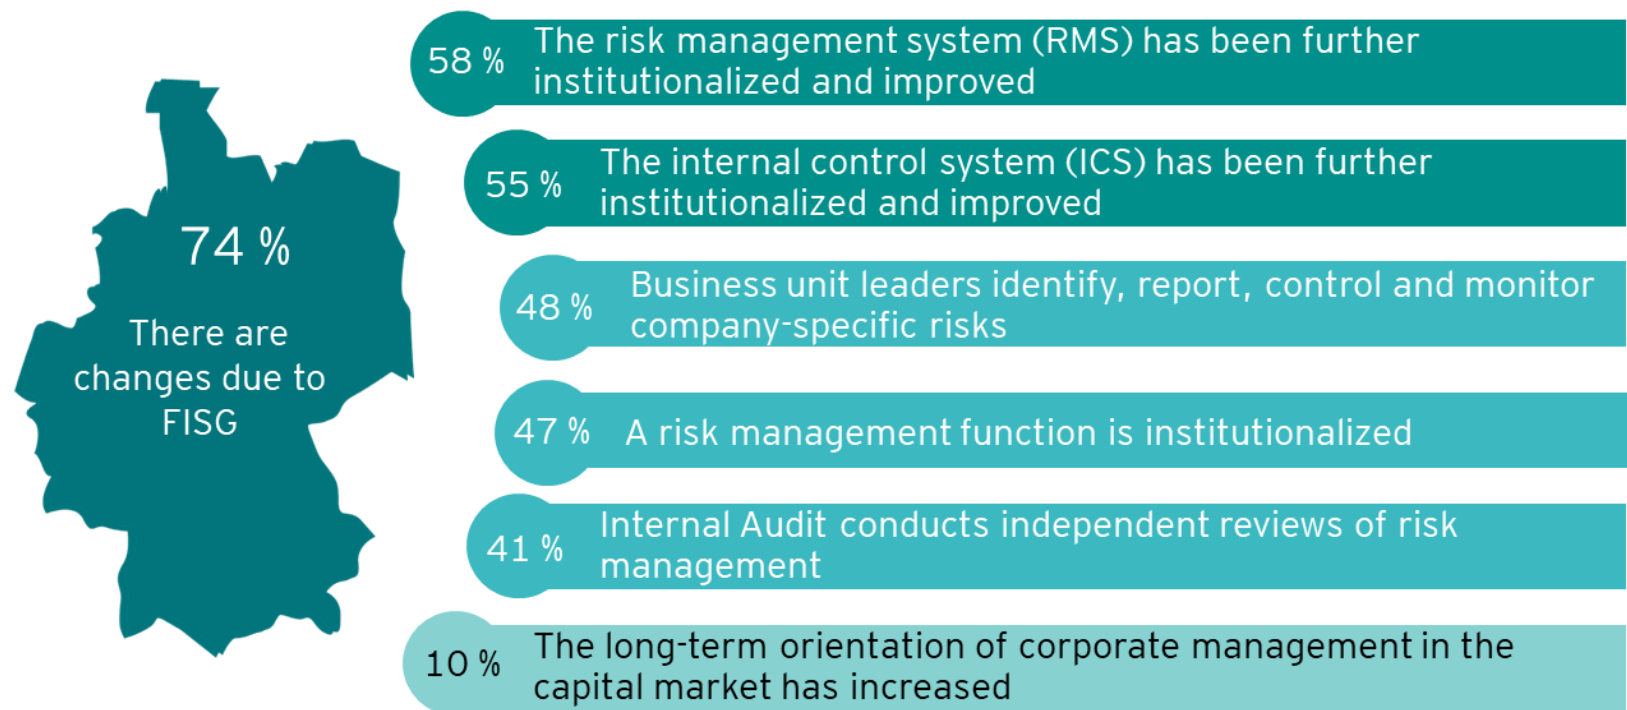 74 %
There are
changes due to
FISG
58 %
The risk management system (RMS) has been further
institutionalized and improved
55 %
The internal control system (ICS) has been further
institutionalized and improved
48 %
Business unit leaders identify, report, control and monitor
company-specific risks
47 %
A risk management function is institutionalized
41 %
Internal Audit conducts independent reviews of risk
management
10 %
The long-term orientation of corporate management in the
capital market has increased